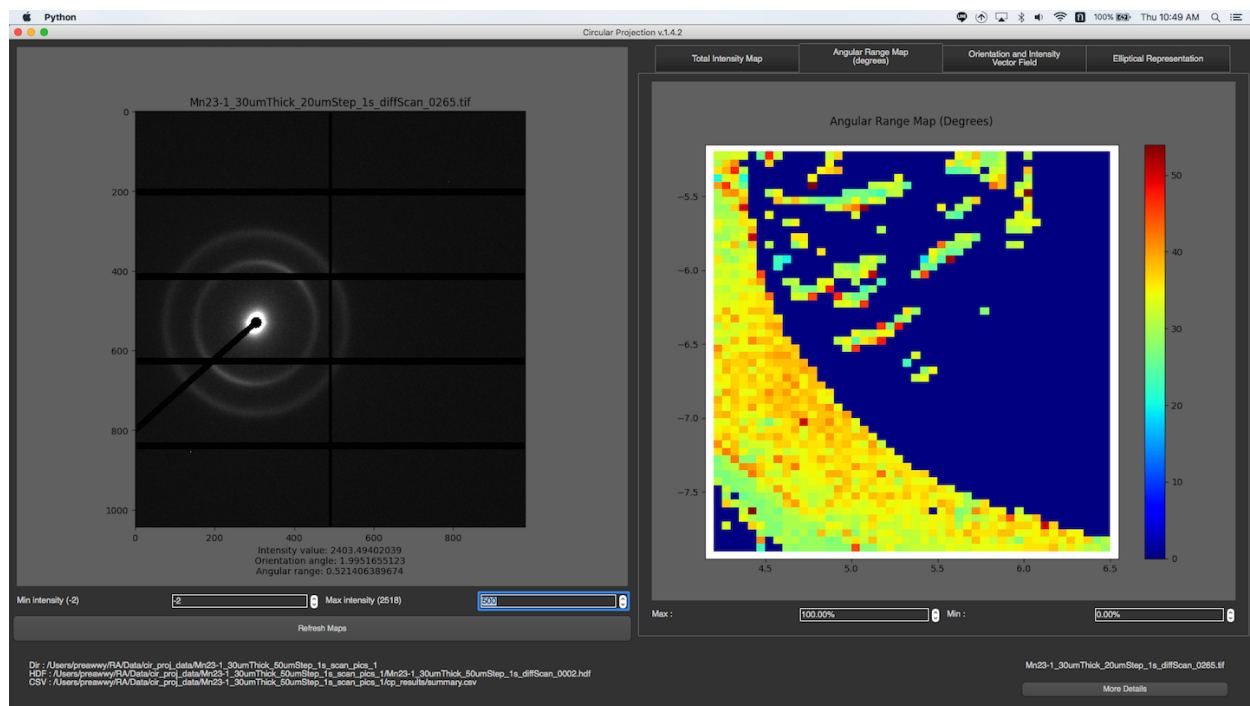 Python
100%
Thu 10:49 AM
Circular Projection v.1.4.2
Mn23-1_30umThick_20umStep_1s_diffScan_0265.tif
0
200
400
600
800
1000
0 200 400 600 800
Intensity value: 2403.49402039
Orientation angle: 1.9951655123
Angular range: 0.521406389674
Min intensity (-2)
-2
Max intensity (2518)
500
Refresh Maps
Total Intensity Map
Angular Range Map
(degrees)
Orientation and Intensity
Vector Field
Elliptical Representation
Angular Range Map (Degrees)
−5.5
−6.0
−6.5
−7.0
−7.5
4.5 5.0 5.5 6.0 6.5
50
40
30
20
10
0
Max :
100.00%
Min :
0.00%
Dir : /Users/preawwy/RA/Data/cir_proj_data/Mn23-1_30umThick_50umStep_1s_scan_pics_1
HDF : /Users/preawwy/RA/Data/cir_proj_data/Mn23-1_30umThick_50umStep_1s_scan_pics_1/Mn23-1_30umThick_50umStep_1s_diffScan_0002.hdf
CSV : /Users/preawwy/RA/Data/cir_proj_data/Mn23-1_30umThick_50umStep_1s_scan_pics_1/cp_results/summary.csv
Mn23-1_30umThick_20umStep_1s_diffScan_0265.tif
More Details